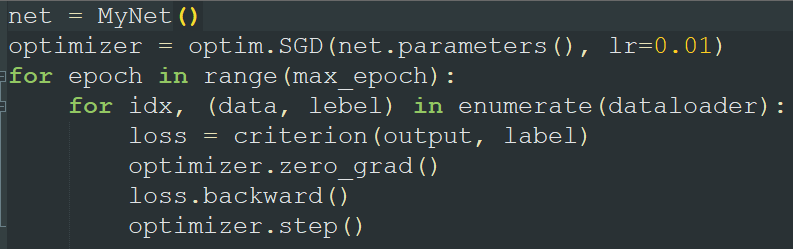 net = MyNet()
optimizer = optim.SGD(net.parameters(), lr=0.01)
for epoch in range(max_epoch):
    for idx, (data, lebel) in enumerate(dataloader):
        loss = criterion(output, label)
        optimizer.zero_grad()
        loss.backward()
        optimizer.step()